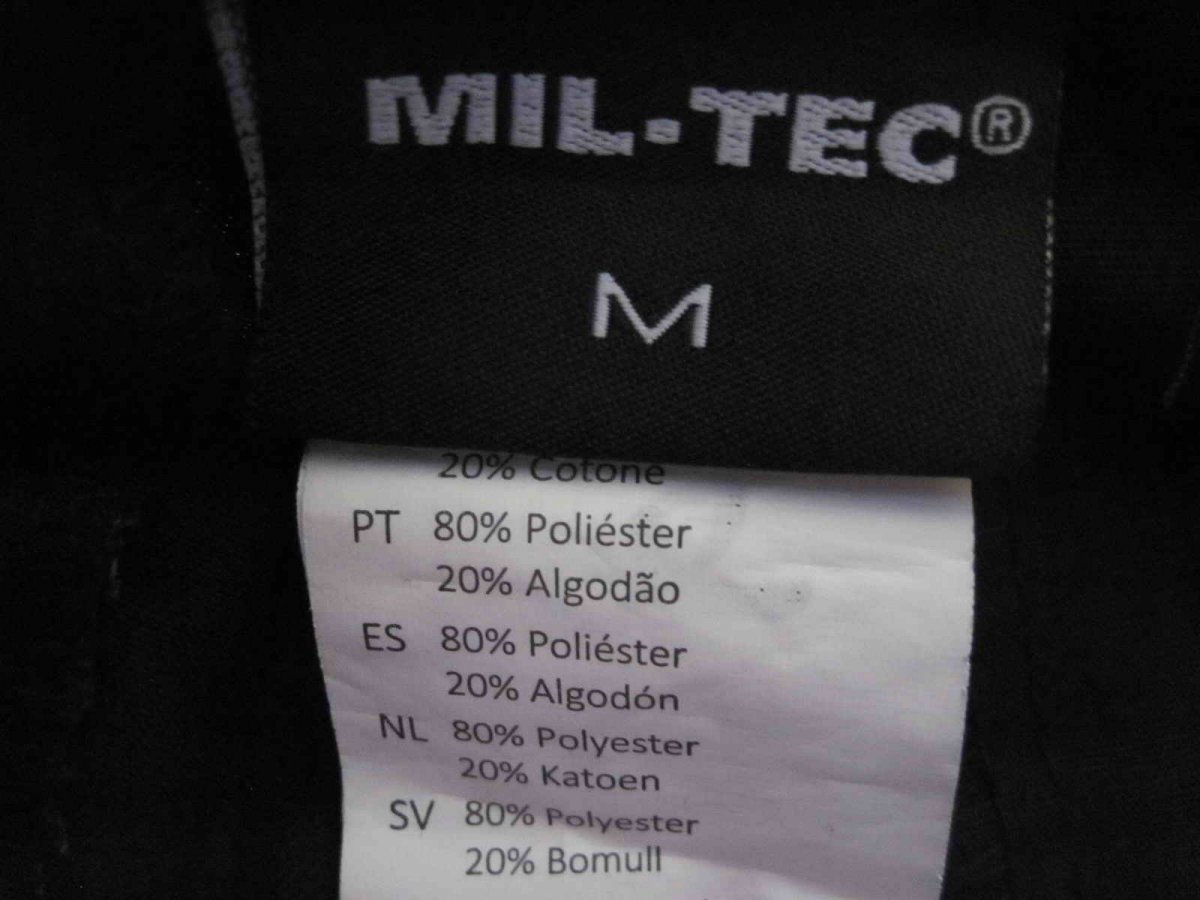 MIL-TEC®
M
20% Cotone
PT 80% Poliéster
20% Algodão
ES 80% Poliéster
20% Algodón
NL 80% Polyester
20% Katoen
SV 80% Polyester
20% Bomull